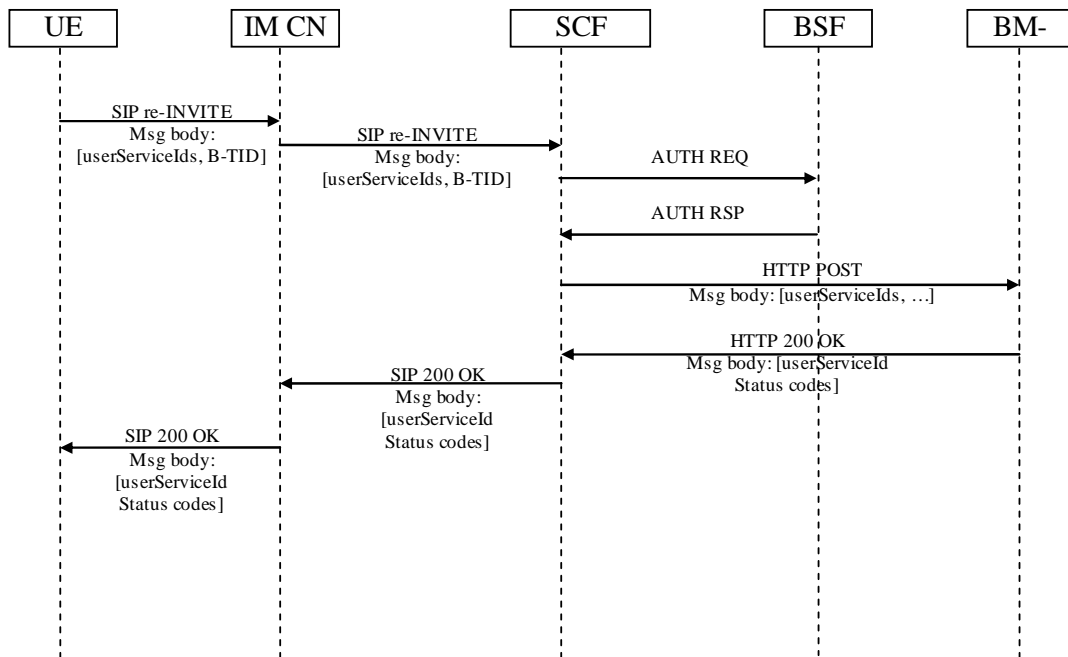 UE
IM CN
SCF
BSF
BM-
SIP re-INVITE
Msg body:
[userServiceIds, B-TID]
SIP re-INVITE
Msg body:
[userServiceIds, B-TID]
AUTH REQ
AUTH RSP
HTTP POST
Msg body: [userServiceIds, …]
HTTP 200 OK
Msg body: [userServiceId
Status codes]
SIP 200 OK
Msg body:
[userServiceId
Status codes]
SIP 200 OK
Msg body:
[userServiceId
Status codes]